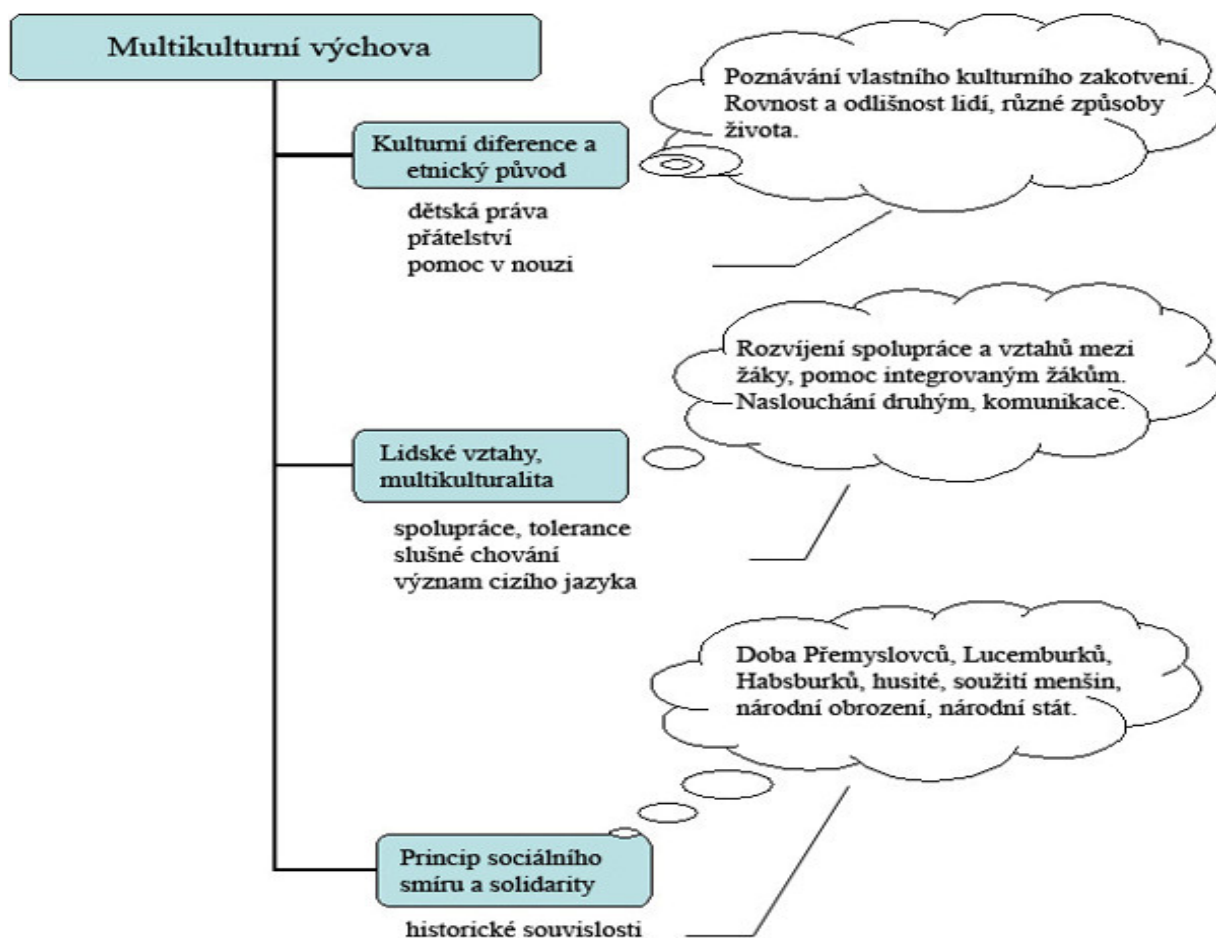 Multikulturní výchova
Poznávání vlastního kulturního zakotvení.
Rovnost a odlišnost lidí, různé způsoby
života.
Kulturní diference a
etnický původ
dětská práva
přátelství
pomoc v nouzi
Rozvíjení spolupráce a vztahů mezi
žáky, pomoc integrovaným žákům.
Naslouchání druhým, komunikace.
Lidské vztahy,
multikulturalita
spolupráce, tolerance
slušné chování
význam cizího jazyka
Doba Přemyslovců, Lucemburků,
Habsburků, husité, soužití menšin,
národní obrození, národní stát.
Princip sociálního
smíru a solidarity
historické souvislosti